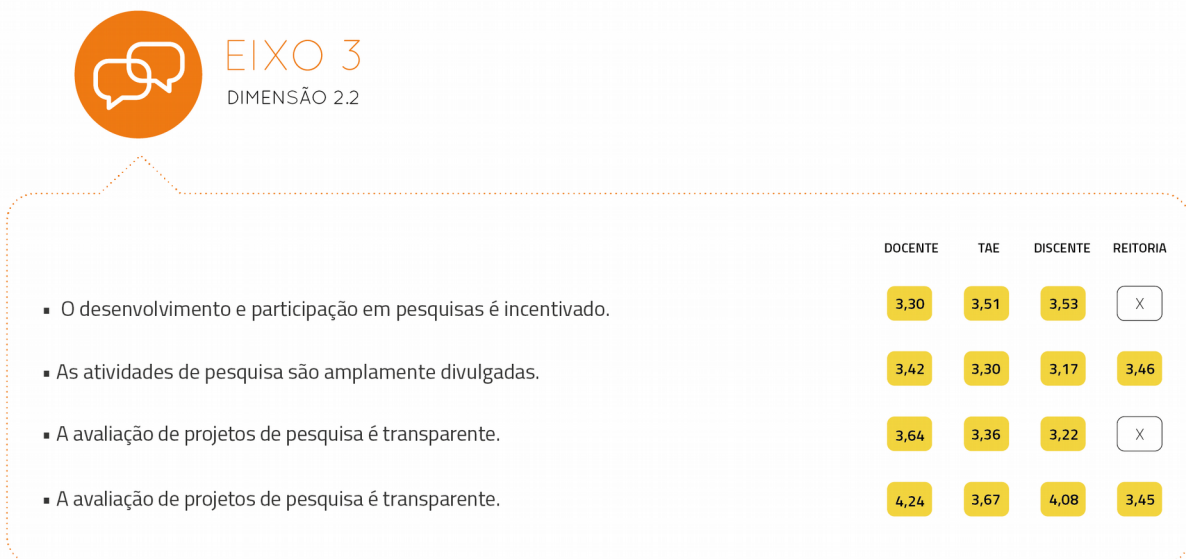 EIXO 3
DIMENSÃO 2.2
DOCENTE TAE DISCENTE REITORIA
▪ O desenvolvimento e participação em pesquisas é incentivado. 3,30 3,51 3,53 X
▪ As atividades de pesquisa são amplamente divulgadas. 3,42 3,30 3,17 3,46
▪ A avaliação de projetos de pesquisa é transparente. 3,64 3,36 3,22 X
▪ A avaliação de projetos de pesquisa é transparente. 4,24 3,67 4,08 3,45